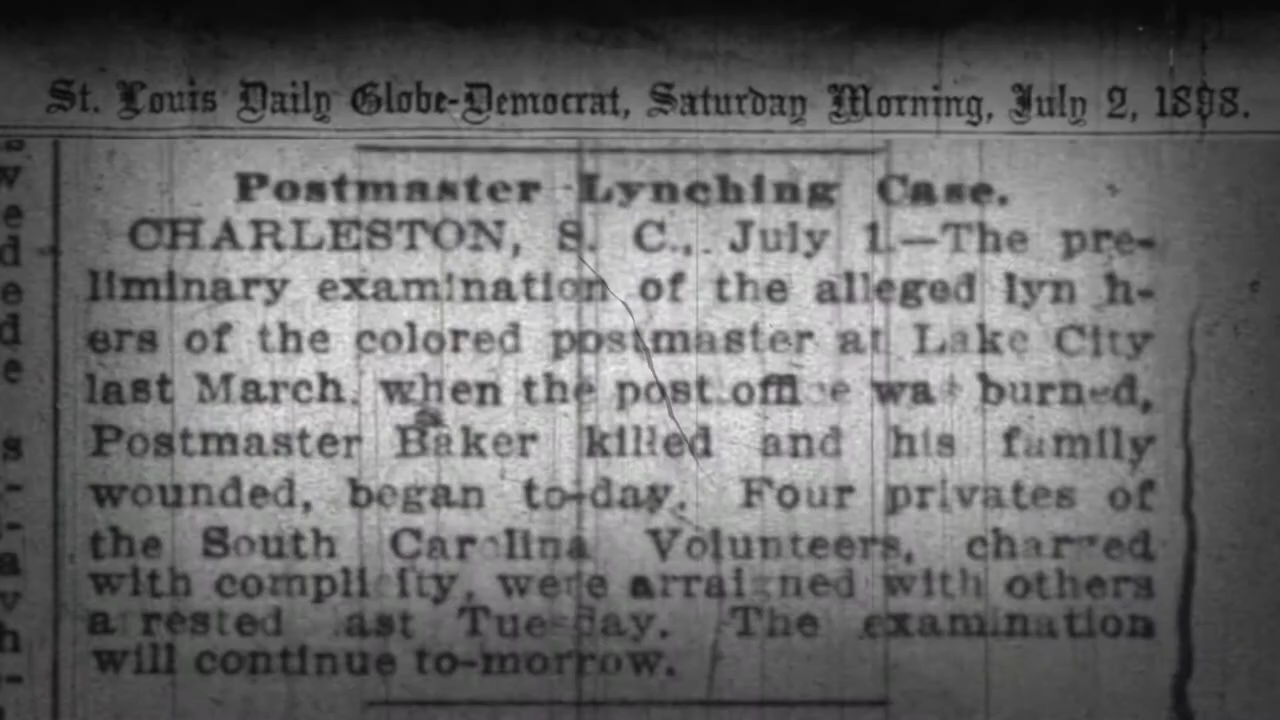 St. Louis Daily Globe-Democrat, Saturday Morning, July 2, 1898.
Postmaster Lynching Case.
CHARLESTON, S. C., July 1.—The pre-
liminary examination of the alleged lyn h-
ers of the colored postmaster at Lake City
last March, when the post office was burned,
Postmaster Baker killed and his family
wounded, began to-day. Four privates of
the South Carolina Volunteers, charged
with complicity, were arraigned with others
arrested last Tuesday. The examination
will continue to-morrow.